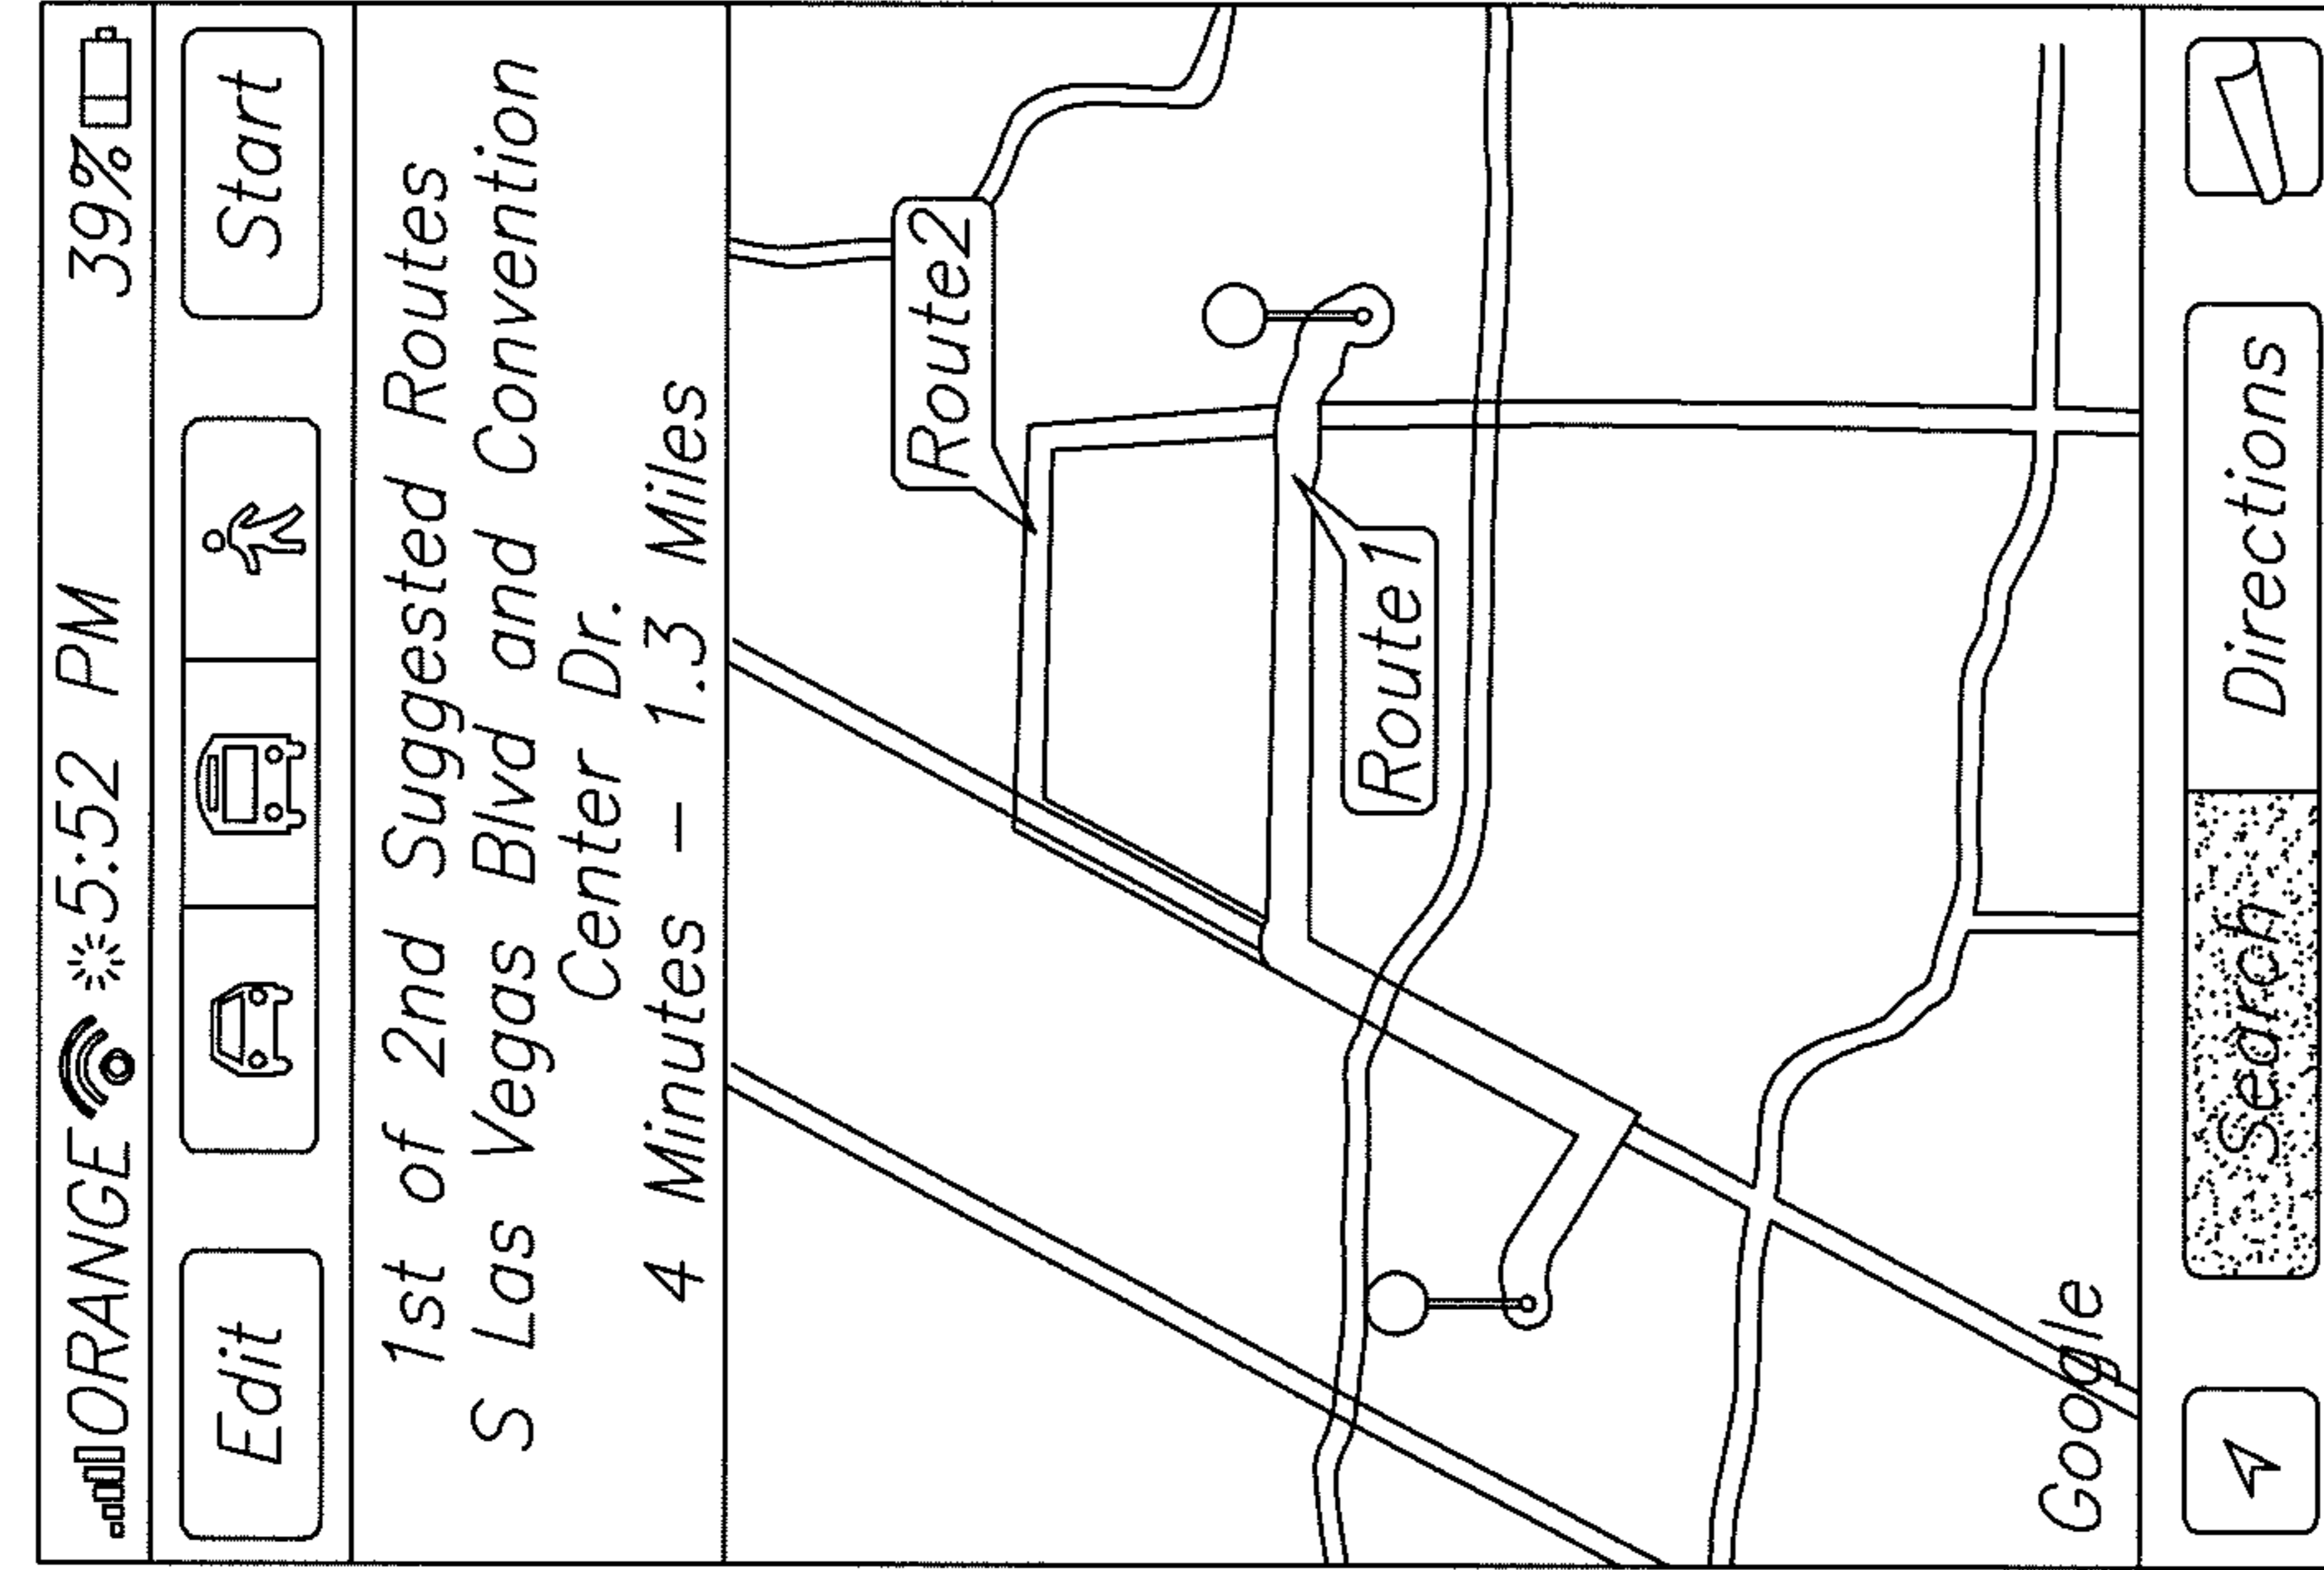 ORANGE 5:52 PM 39%
Edit Start
1st of 2nd Suggested Routes
S Las Vegas Blvd and Convention
Center Dr.
4 Minutes – 1.3 Miles
Route2
Route1
Google
Search Directions